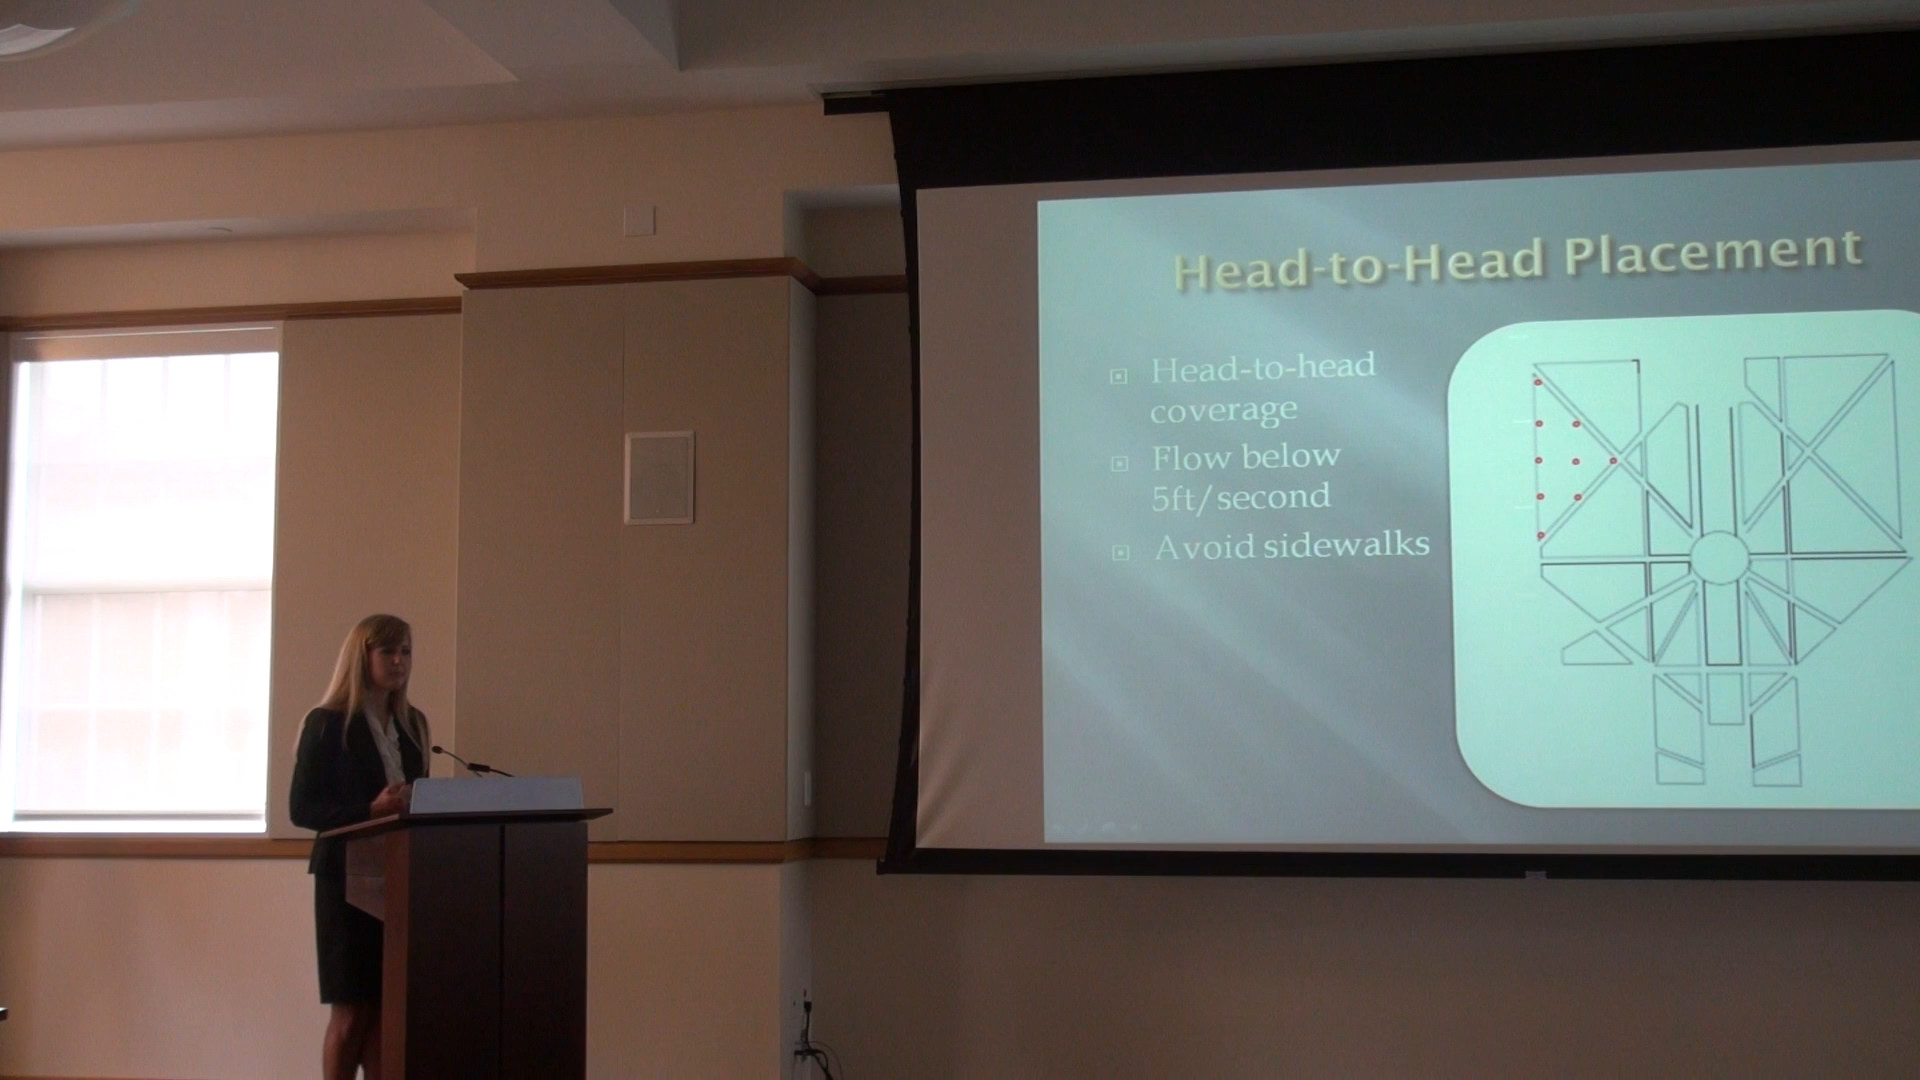 Head-to-Head Placement
Head-to-head
coverage
Flow below
5ft/second
Avoid sidewalks